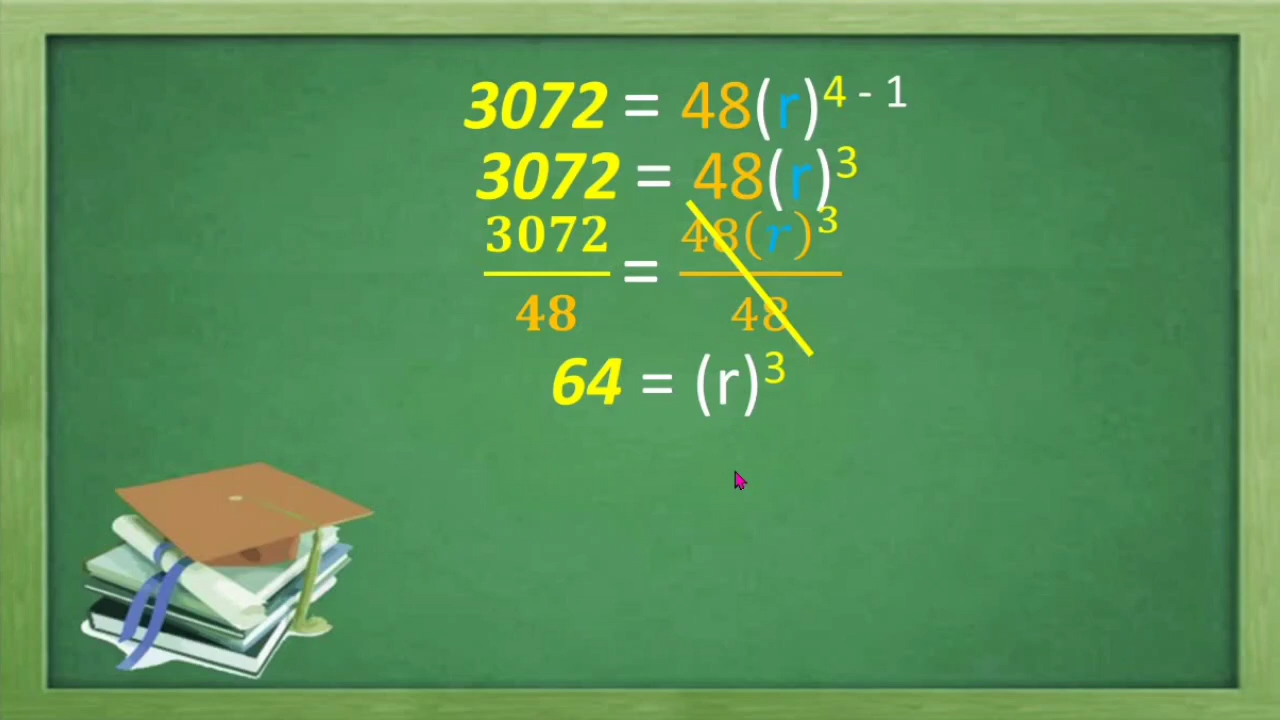 3072 = 48(r)⁴ ⁻ ¹
3072 = 48(r)³
3072/48 = 48(r)³/48
64 = (r)³